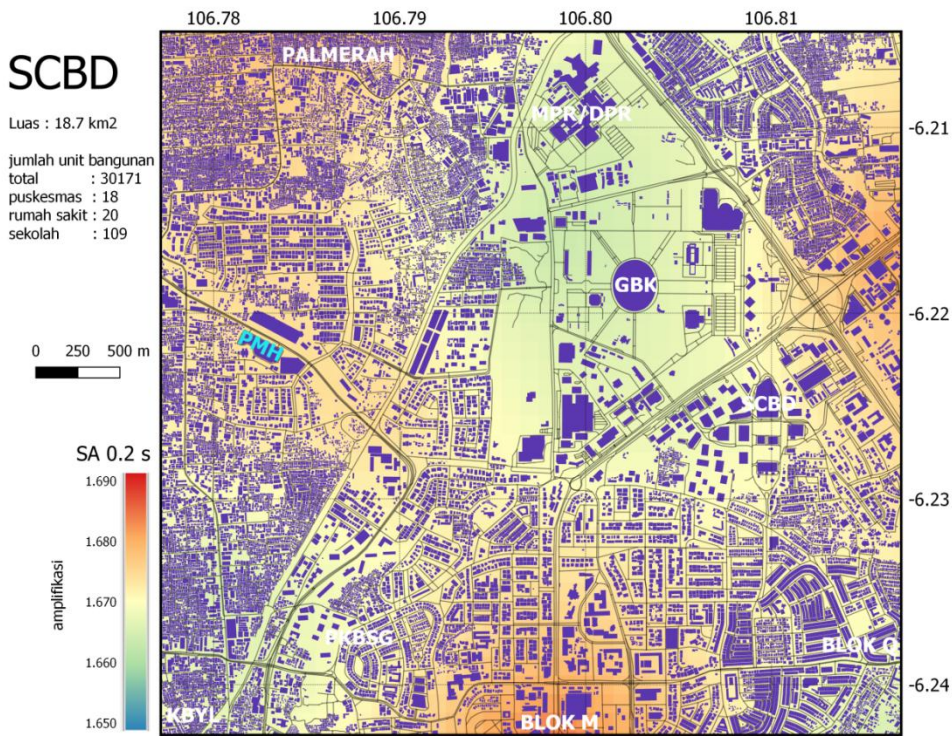 106.78 106.79 106.80 106.81
SCBD
Luas : 18.7 km2
jumlah unit bangunan
total : 30171
puskesmas : 18
rumah sakit : 20
sekolah : 109
0 250 500 m
SA 0.2 s
amplifikasi
1.690
1.680
1.670
1.660
1.650
PALMERAH
MPR/DPR
GBK
PMH
SCBD
PKBSG
BLOK Q
KBYL
BLOK M
-6.21
-6.22
-6.23
-6.24